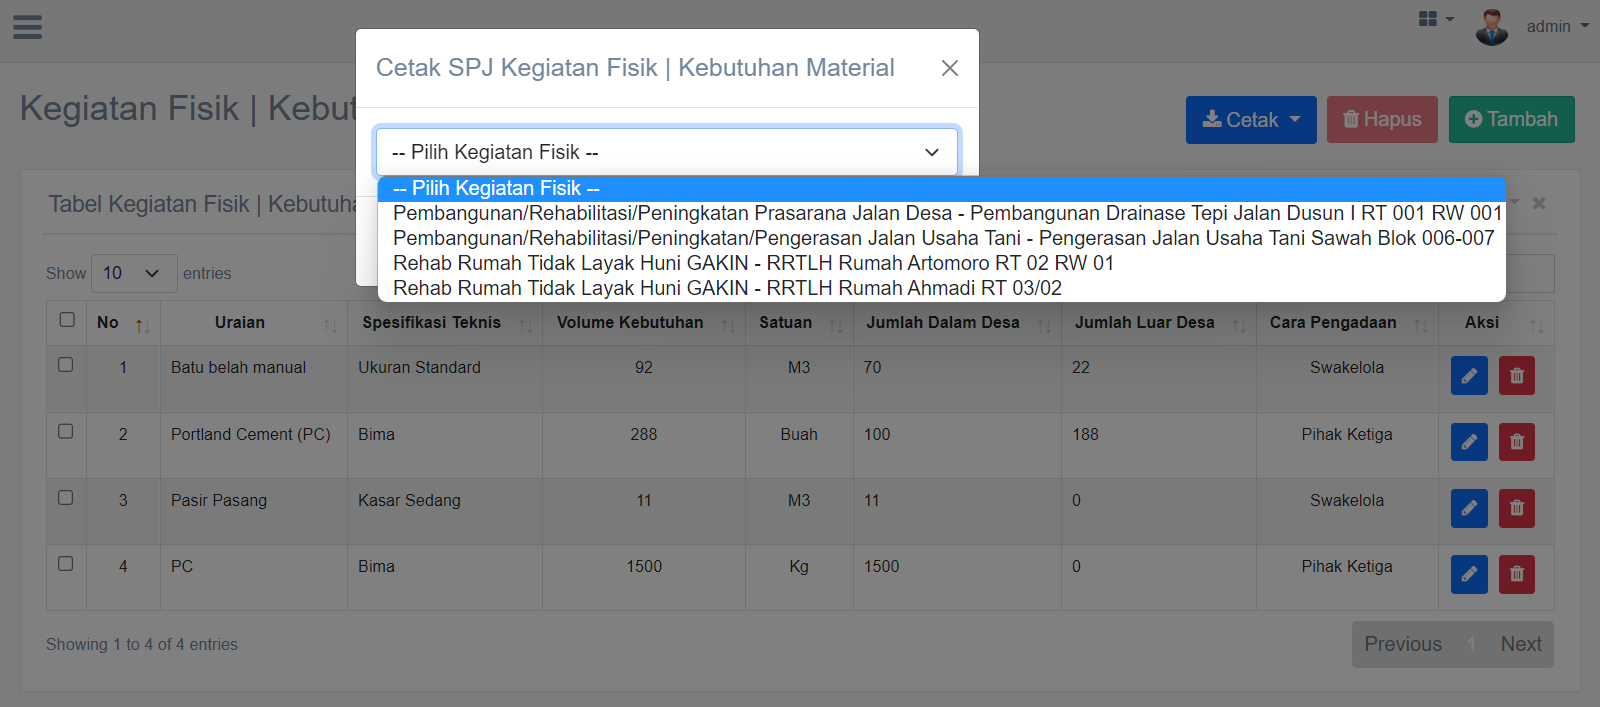 admin
Cetak SPJ Kegiatan Fisik | Kebutuhan Material
Kegiatan Fisik | Kebut
Cetak
Hapus
Tambah
-- Pilih Kegiatan Fisik --
-- Pilih Kegiatan Fisik --
Pembangunan/Rehabilitasi/Peningkatan Prasarana Jalan Desa - Pembangunan Drainase Tepi Jalan Dusun I RT 001 RW 001
Pembangunan/Rehabilitasi/Peningkatan/Pengerasan Jalan Usaha Tani - Pengerasan Jalan Usaha Tani Sawah Blok 006-007
Rehab Rumah Tidak Layak Huni GAKIN - RRTLH Rumah Artomoro RT 02 RW 01
Rehab Rumah Tidak Layak Huni GAKIN - RRTLH Rumah Ahmadi RT 03/02
Tabel Kegiatan Fisik | Kebutuha
Show 10 entries
No Uraian Spesifikasi Teknis Volume Kebutuhan Satuan Jumlah Dalam Desa Jumlah Luar Desa Cara Pengadaan Aksi
1 Batu belah manual Ukuran Standard 92 M3 70 22 Swakelola
2 Portland Cement (PC) Bima 288 Buah 100 188 Pihak Ketiga
3 Pasir Pasang Kasar Sedang 11 M3 11 0 Swakelola
4 PC Bima 1500 Kg 1500 0 Pihak Ketiga
Showing 1 to 4 of 4 entries
Previous 1 Next